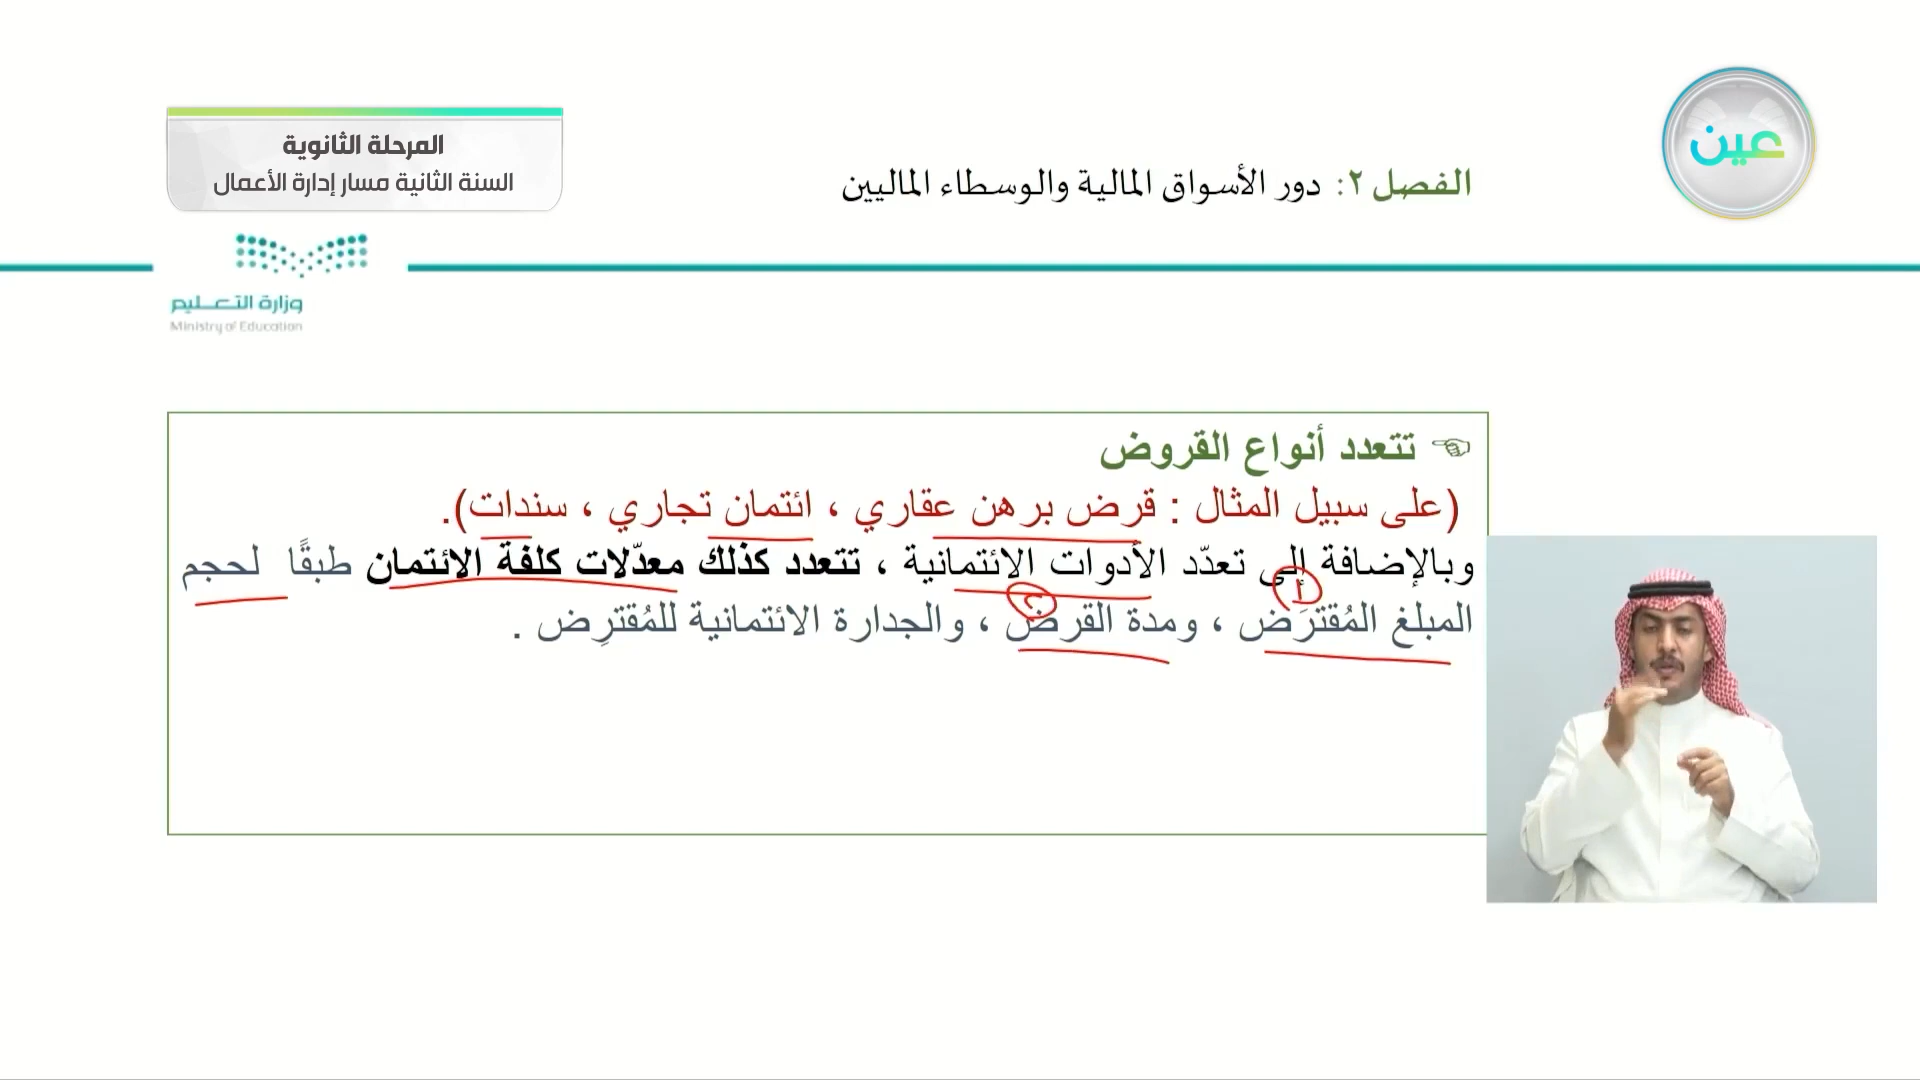 عين
المرحلة الثانوية
السنة الثانية مسار إدارة الأعمال
الفصل ٢: دور الأسواق المالية والوسطاء الماليين
وزارة التعليم
Ministry of Education
تتعدد أنواع القروض
(على سبيل المثال : قرض برهن عقاري ، ائتمان تجاري ، سندات).
وبالإضافة إلى تعدّد الأدوات الائتمانية ، تتعدد كذلك معدّلات كلفة الائتمان طبقًا لحجم
المبلغ المُقترَض ، ومدة القرض ، والجدارة الائتمانية للمُقترِض .
١
٢